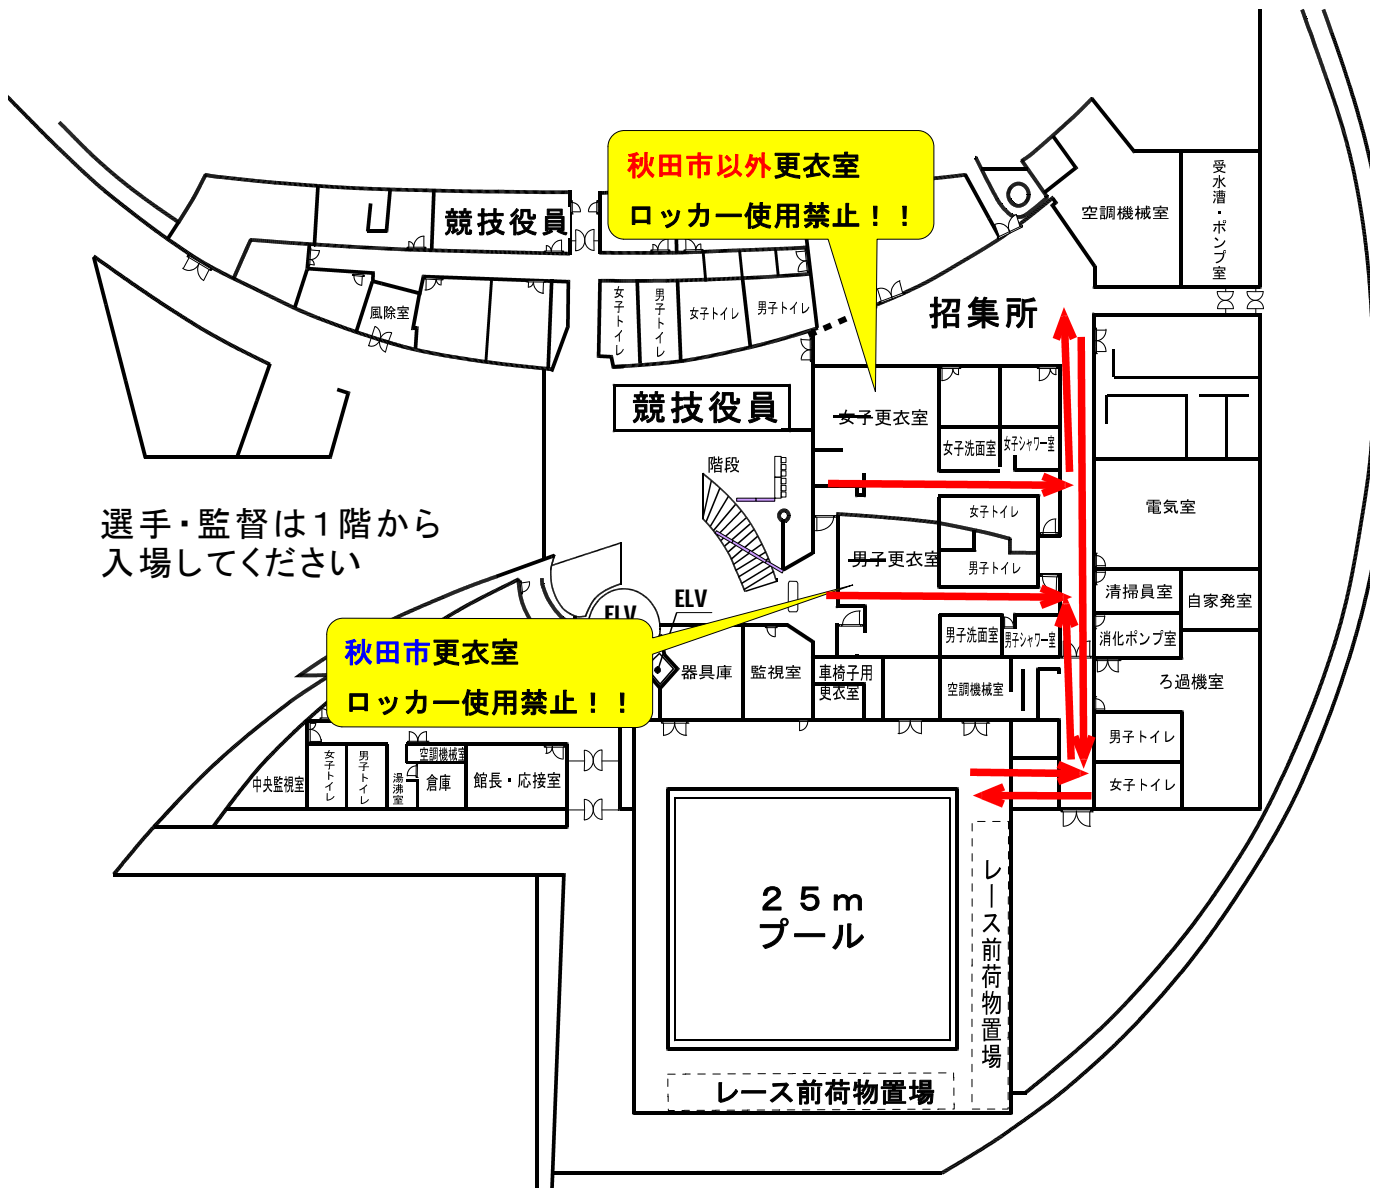 秋田市以外更衣室
ロッカー使用禁止！！
受水漕・ポンプ室
空調機械室
競技役員
風除室
女子トイレ
男子トイレ
女子トイレ
男子トイレ
招集所
競技役員
女子更衣室
女子洗面室
女子シャワー室
階段
電気室
選手・監督は１階から
入場してください
女子トイレ
男子更衣室
男子トイレ
清掃員室
自家発室
ELV
ELV
男子洗面室
男子シャワー室
消化ポンプ室
秋田市更衣室
ロッカー使用禁止！！
器具庫
監視室
車椅子用
更衣室
空調機械室
ろ過機室
男子トイレ
女子トイレ
中央監視室
女子トイレ
男子トイレ
湯沸室
空調機械室
倉庫
館長・応接室
２５ｍ
プール
レース前荷物置場
レース前荷物置場